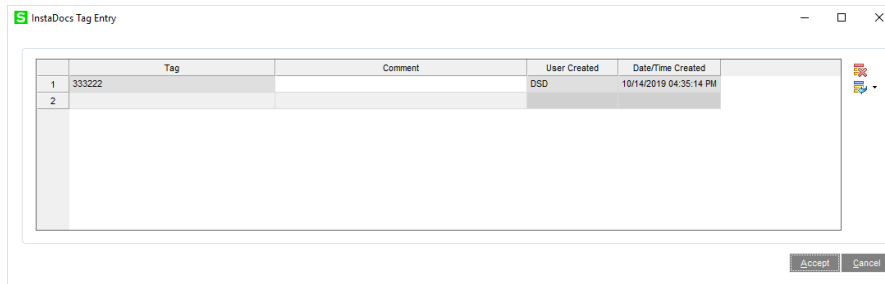 S InstaDocs Tag Entry
Tag Comment User Created Date/Time Created
1 333222 DSD 10/14/2019 04:35:14 PM
2
Accept Cancel